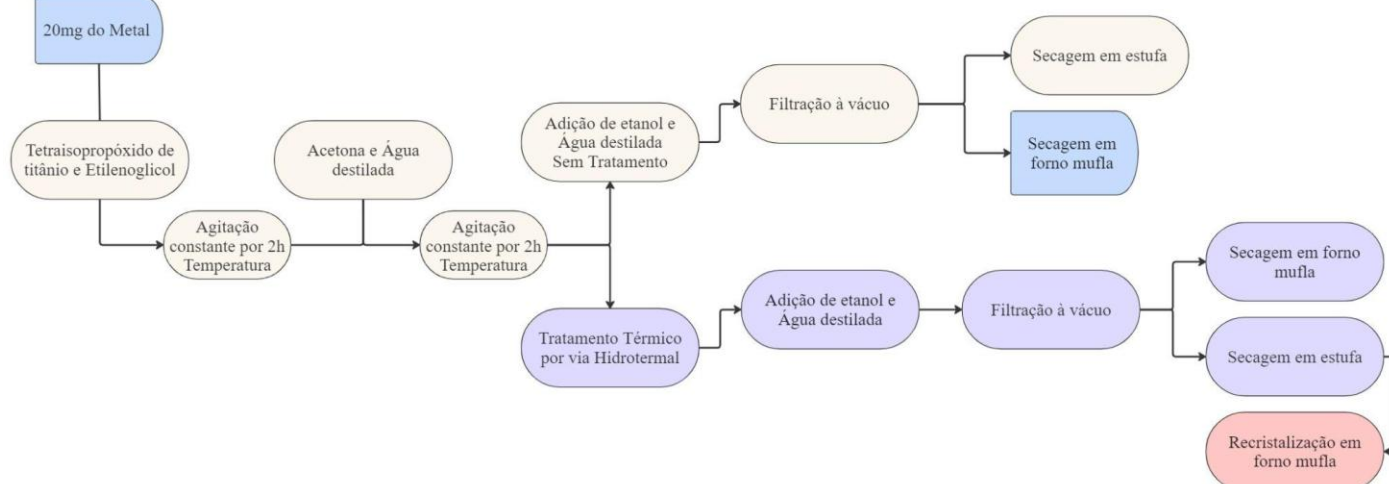 20mg do Metal
Tetraisopropóxido de
titânio e Etilenoglicol
Agitação
constante por 2h
Temperatura
Acetona e Água
destilada
Agitação
constante por 2h
Temperatura
Adição de etanol e
Água destilada
Sem Tratamento
Filtração à vácuo
Secagem em estufa
Secagem em
forno mufla
Tratamento Térmico
por via Hidrotermal
Adição de etanol e
Água destilada
Filtração à vácuo
Secagem em forno
mufla
Secagem em estufa
Recristalização em
forno mufla